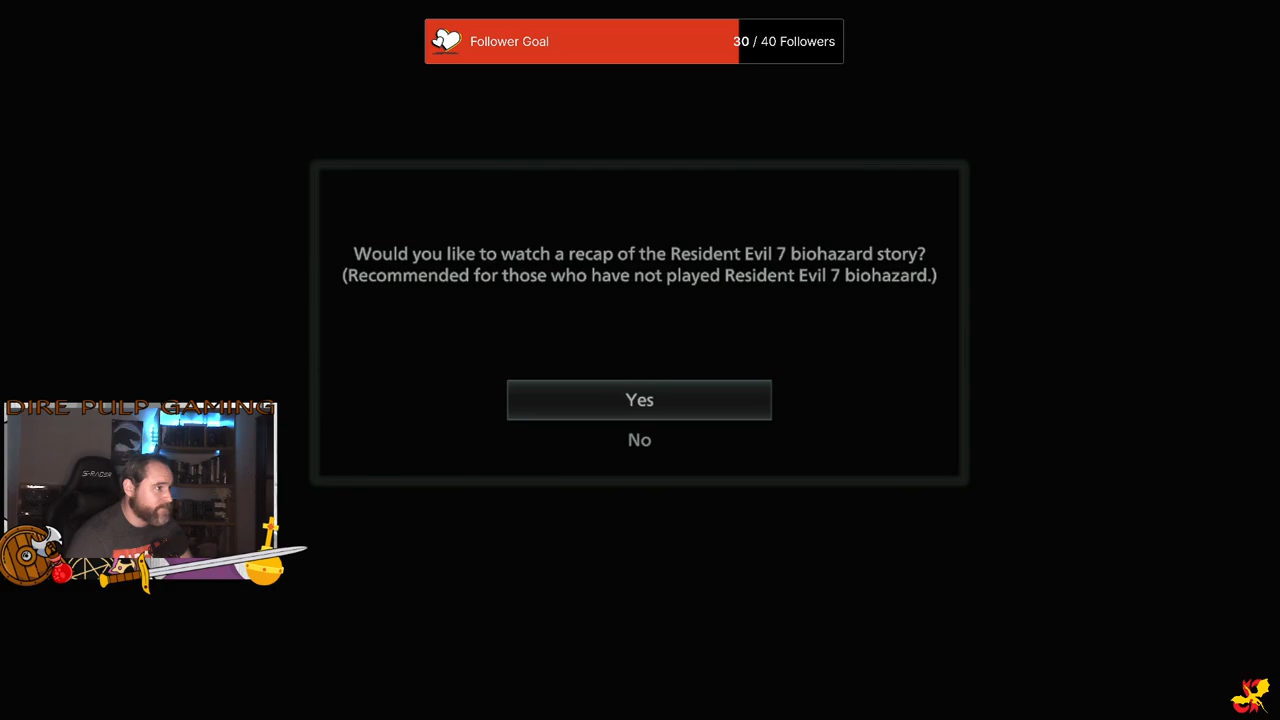 Follower Goal
30 / 40 Followers
Would you like to watch a recap of the Resident Evil 7 biohazard story?
(Recommended for those who have not played Resident Evil 7 biohazard.)
Yes
No
DIRE PULP GAMING
S-RACER